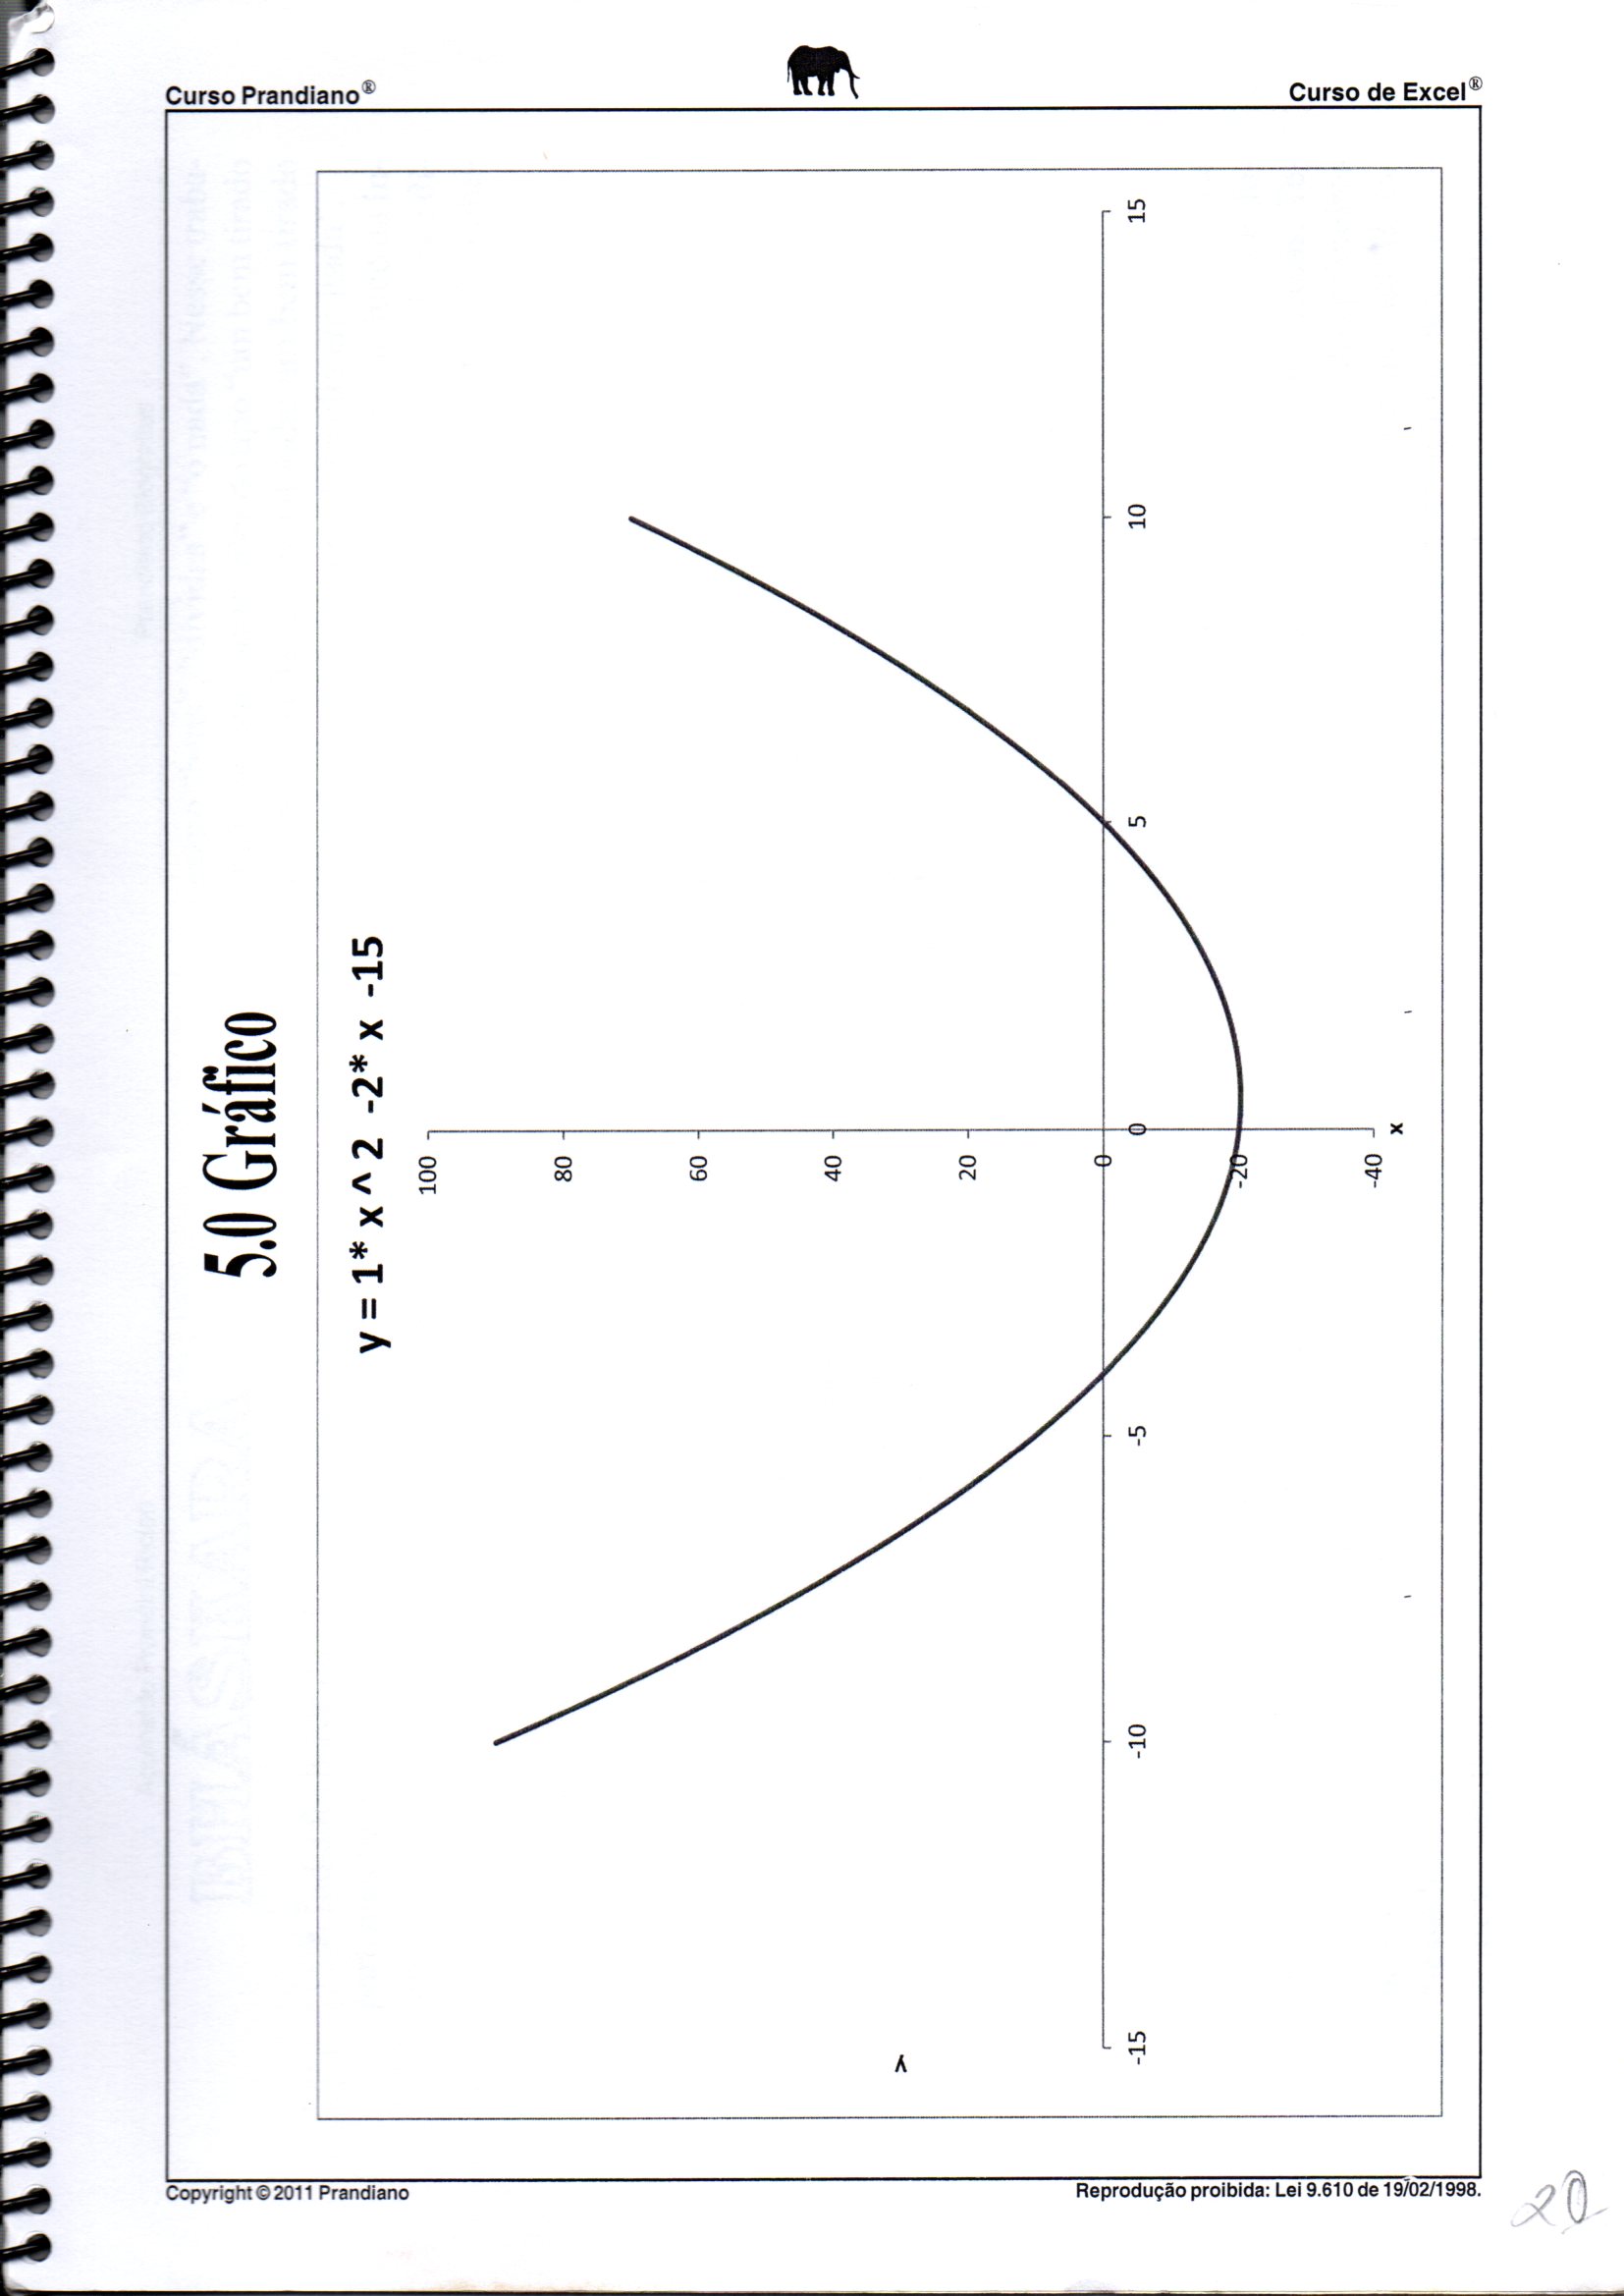 Curso Prandiano®
Curso de Excel®
5.0 Gráfico
y = 1* x ^ 2 -2* x -15
100
80
60
40
20
0
-20
-40
-15
-10
-5
0
5
10
15
Y
x
Copyright © 2011 Prandiano
Reprodução proibida: Lei 9.610 de 19/02/1998.
20